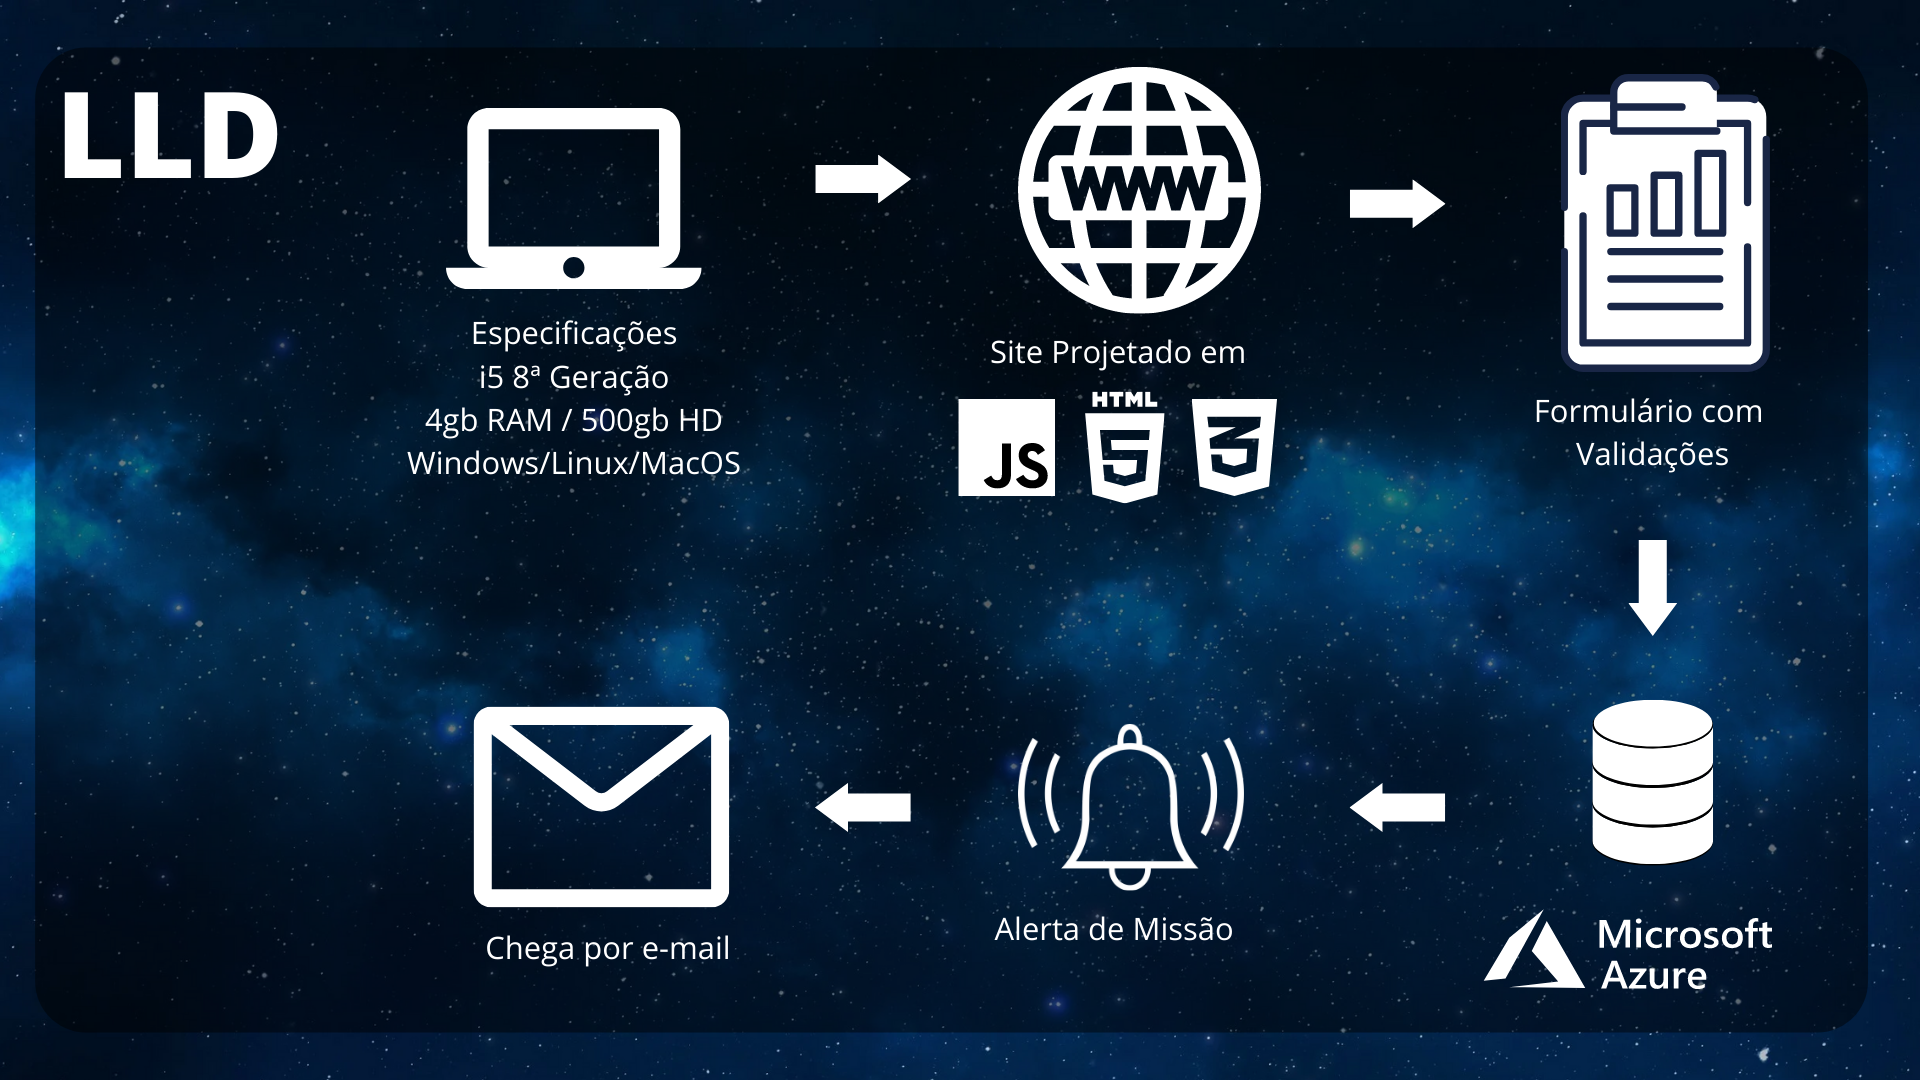 LLD
Especificações
i5 8ª Geração
4gb RAM / 500gb HD
Windows/Linux/MacOS
WWW
Site Projetado em
JS
HTML
5
3
Formulário com
Validações
Chega por e-mail
Alerta de Missão
Microsoft
Azure